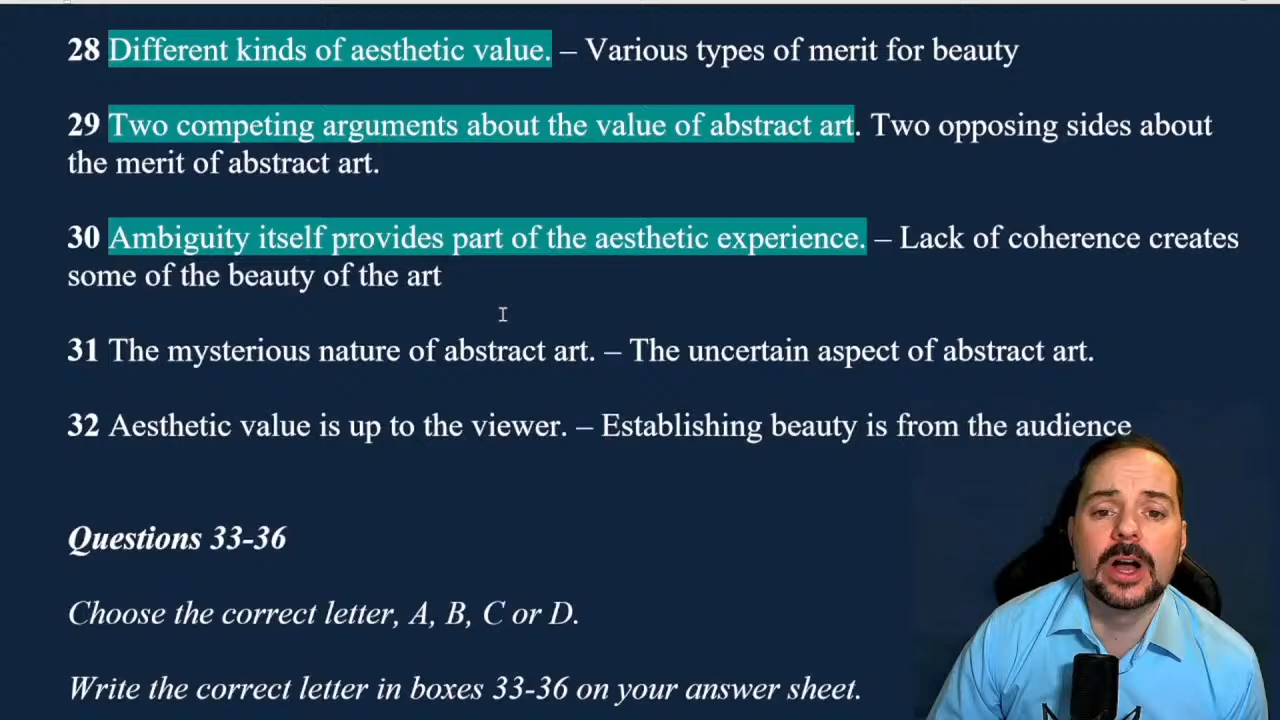 28 Different kinds of aesthetic value. – Various types of merit for beauty
29 Two competing arguments about the value of abstract art. Two opposing sides about
the merit of abstract art.
30 Ambiguity itself provides part of the aesthetic experience. – Lack of coherence creates
some of the beauty of the art
31 The mysterious nature of abstract art. – The uncertain aspect of abstract art.
32 Aesthetic value is up to the viewer. – Establishing beauty is from the audience
Questions 33-36
Choose the correct letter, A, B, C or D.
Write the correct letter in boxes 33-36 on your answer sheet.